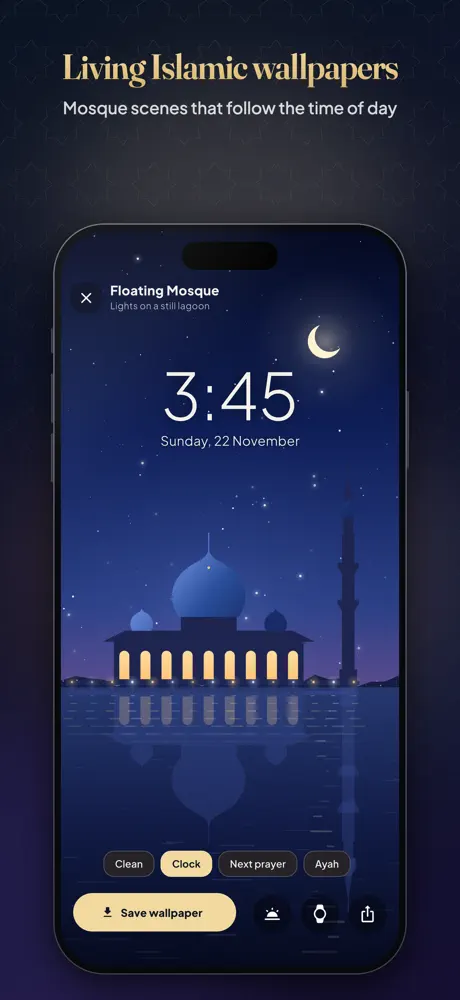 Living Islamic wallpapers
Mosque scenes that follow the time of day
Floating Mosque
Lights on a still lagoon
3:45
Sunday, 22 November
Clean
Clock
Next prayer
Ayah
Save wallpaper